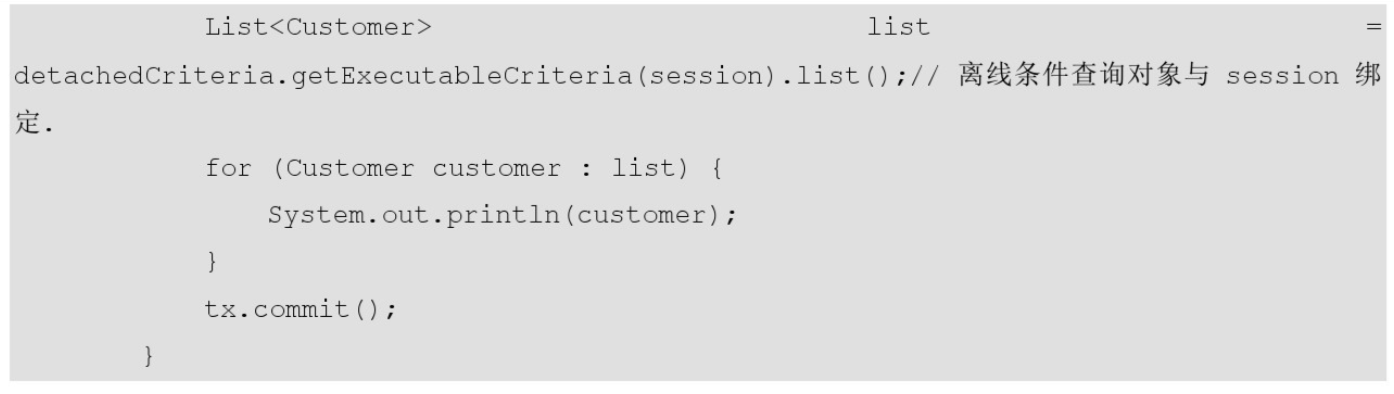 List<Customer> list =
detachedCriteria.getExecutableCriteria(session).list();// 离线条件查询对象与 session 绑
定.
for (Customer customer : list) {
System.out.println(customer);
}
tx.commit();
}